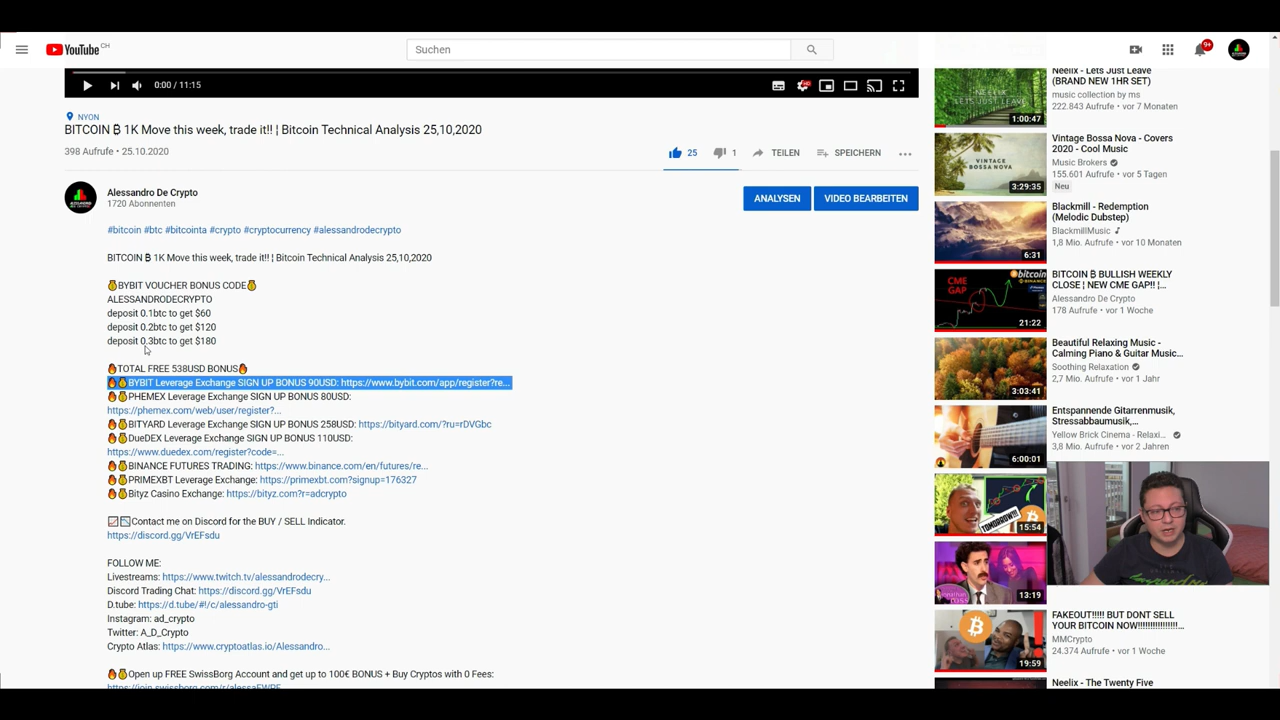 YouTube CH
Suchen
9+
0:00 / 11:15
NYON
BITCOIN ₿ 1K Move this week, trade it!! ¦ Bitcoin Technical Analysis 25,10,2020
398 Aufrufe • 25.10.2020
25
1
TEILEN
SPEICHERN
Alessandro De Crypto
1720 Abonnenten
ANALYSEN
VIDEO BEARBEITEN
#bitcoin #btc #bitcointa #crypto #cryptocurrency #alessandrodecrypto
BITCOIN ₿ 1K Move this week, trade it!! ¦ Bitcoin Technical Analysis 25,10,2020
💰BYBIT VOUCHER BONUS CODE💰
ALESSANDRODECRYPTO
deposit 0.1btc to get $60
deposit 0.2btc to get $120
deposit 0.3btc to get $180
🔥TOTAL FREE 538USD BONUS🔥
🔥💰BYBIT Leverage Exchange SIGN UP BONUS 90USD: https://www.bybit.com/app/register?re...
🔥💰PHEMEX Leverage Exchange SIGN UP BONUS 80USD:
https://phemex.com/web/user/register?...
🔥💰BITYARD Leverage Exchange SIGN UP BONUS 258USD: https://bityard.com/?ru=rDVGbc
🔥💰DueDEX Leverage Exchange SIGN UP BONUS 110USD:
https://www.duedex.com/register?code=...
🔥💰BINANCE FUTURES TRADING: https://www.binance.com/en/futures/re...
🔥💰PRIMEXBT Leverage Exchange: https://primexbt.com?signup=176327
🔥💰Bityz Casino Exchange: https://bityz.com?r=adcrypto
📈📉Contact me on Discord for the BUY / SELL Indicator.
https://discord.gg/VrEFsdu
FOLLOW ME:
Livestreams: https://www.twitch.tv/alessandrodecry...
Discord Trading Chat: https://discord.gg/VrEFsdu
D.tube: https://d.tube/#!/c/alessandro-gti
Instagram: ad_crypto
Twitter: A_D_Crypto
Crypto Atlas: https://www.cryptoatlas.io/Alessandro...
🔥💰Open up FREE SwissBorg Account and get up to 100€ BONUS + Buy Cryptos with 0 Fees:
NEELIX
LETS JUST LEAVE
1:00:47
Neelix - Lets Just Leave
(BRAND NEW 1HR SET)
music collection by ms
222.843 Aufrufe • vor 7 Monaten
VINTAGE
BOSSA NOVA
3:29:35
Vintage Bossa Nova - Covers
2020 - Cool Music
Music Brokers
155.601 Aufrufe • vor 5 Tagen
Neu
6:31
Blackmill - Redemption
(Melodic Dubstep)
BlackmillMusic
1,8 Mio. Aufrufe • vor 10 Monaten
CME
GAP
bitcoin
21:22
BITCOIN ₿ BULLISH WEEKLY
CLOSE ¦ NEW CME GAP!! ¦...
Alessandro De Crypto
178 Aufrufe • vor 1 Woche
3:03:41
Beautiful Relaxing Music -
Calming Piano & Guitar Music...
Soothing Relaxation
2,7 Mio. Aufrufe • vor 1 Jahr
6:00:01
Entspannende Gitarrenmusik,
Stressabbaumusik,...
Yellow Brick Cinema - Relaxi...
3,8 Mio. Aufrufe • vor 2 Jahren
TOMORROW!!!
15:54
13:19
19:59
FAKEOUT!!!!! BUT DONT SELL
YOUR BITCOIN NOW!!!!!!!!!!!!!!!!!...
MMCrypto
24.374 Aufrufe • vor 1 Woche
Neelix - The Twenty Five